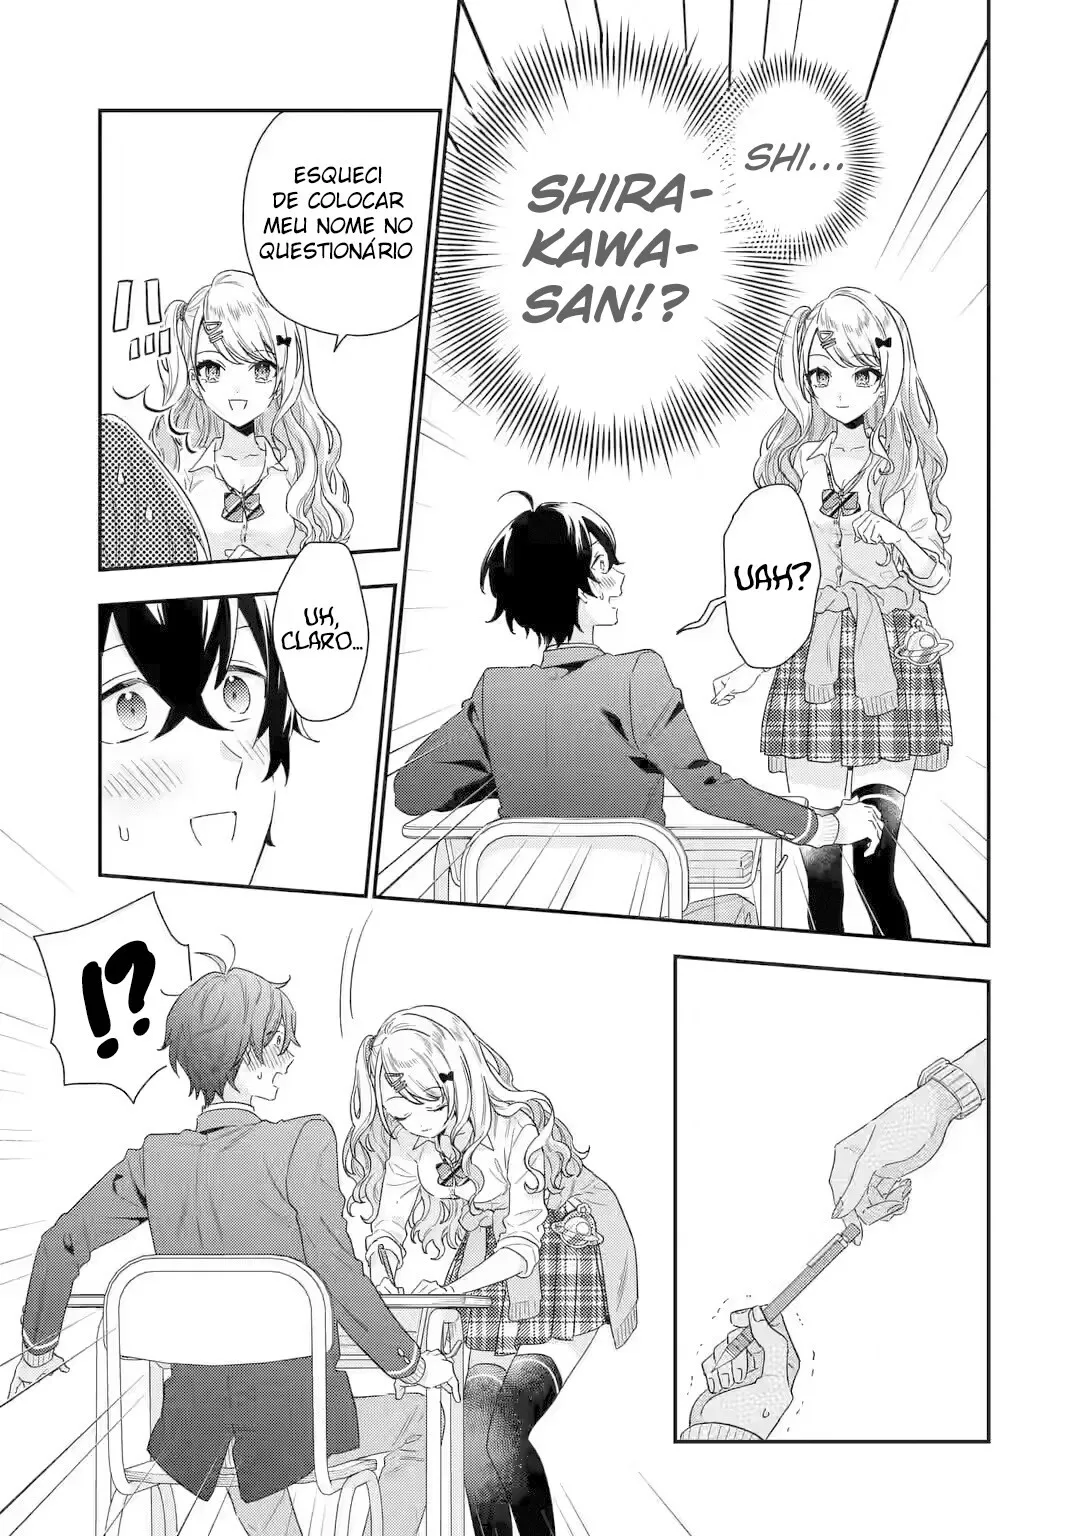 SHI...
SHIRA-
KAWA-
SAN!?
UAH?
ESQUECI
DE COLOCAR
MEU NOME NO
QUESTIONÁRIO
!!
!!!
UH,
CLARO...
!?